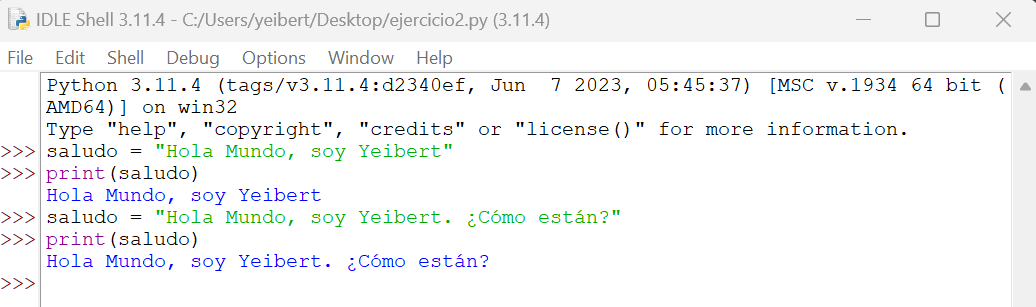 IDLE Shell 3.11.4 - C:/Users/yeibert/Desktop/ejercicio2.py (3.11.4)
File Edit Shell Debug Options Window Help
Python 3.11.4 (tags/v3.11.4:d2340ef, Jun  7 2023, 05:45:37) [MSC v.1934 64 bit (
AMD64)] on win32
Type "help", "copyright", "credits" or "license()" for more information.
>>> saludo = "Hola Mundo, soy Yeibert"
>>> print(saludo)
Hola Mundo, soy Yeibert
>>> saludo = "Hola Mundo, soy Yeibert. ¿Cómo están?"
>>> print(saludo)
Hola Mundo, soy Yeibert. ¿Cómo están?
>>>